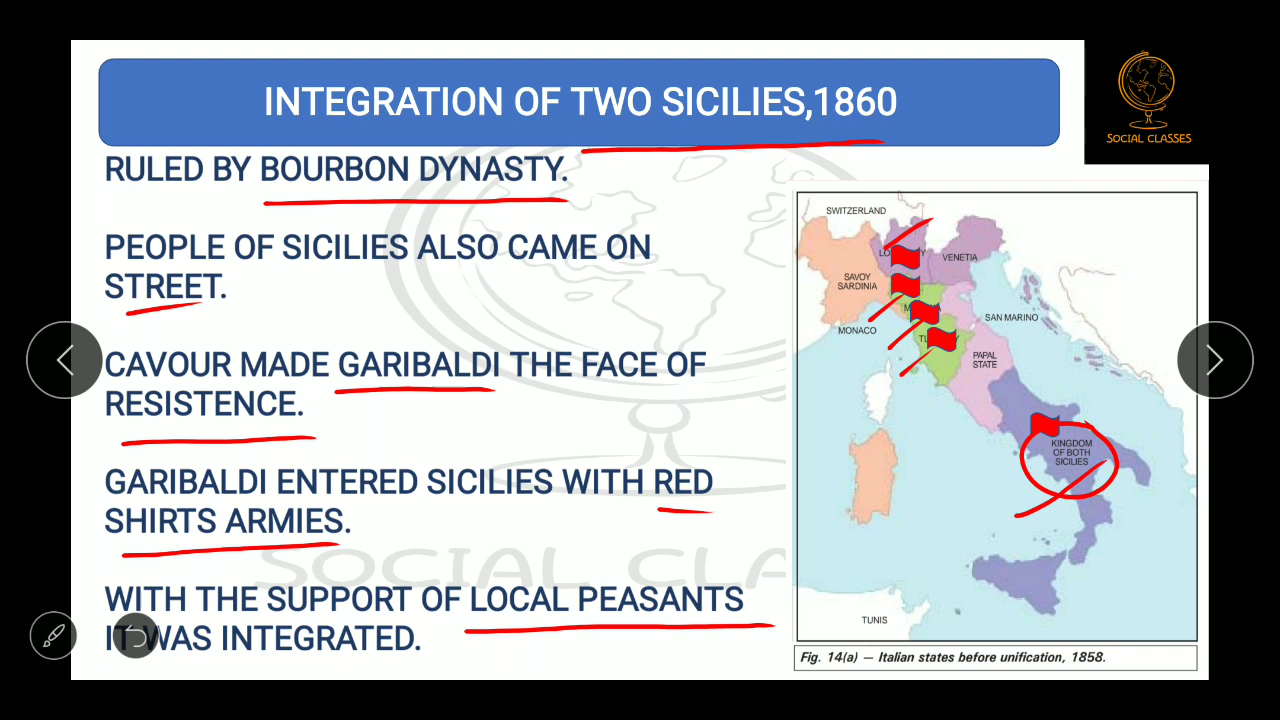 INTEGRATION OF TWO SICILIES,1860
SOCIAL CLASSES
RULED BY BOURBON DYNASTY.
PEOPLE OF SICILIES ALSO CAME ON
STREET.
CAVOUR MADE GARIBALDI THE FACE OF
RESISTENCE.
GARIBALDI ENTERED SICILIES WITH RED
SHIRTS ARMIES.
WITH THE SUPPORT OF LOCAL PEASANTS
IT WAS INTEGRATED.
SOCIAL CLA
SWITZERLAND
VENETIA
SAVOY
SARDINIA
MONACO
SAN MARINO
PAPAL
STATE
KINGDOM
OF BOTH
SICILIES
TUNIS
Fig. 14(a) — Italian states before unification, 1858.